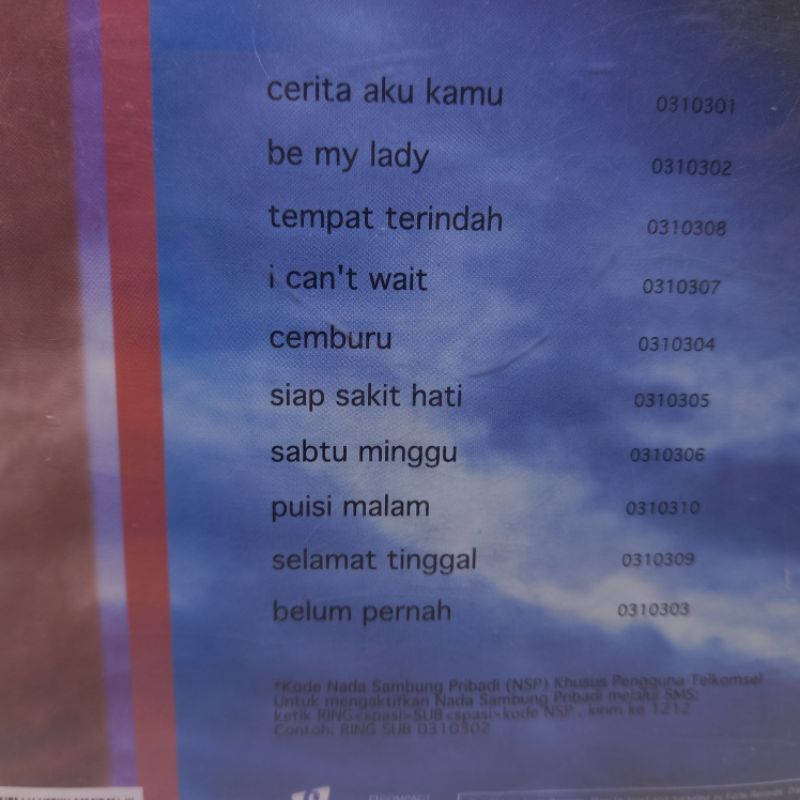 cerita aku kamu 0310301
be my lady 0310302
tempat terindah 0310308
i can't wait 0310307
cemburu 0310304
siap sakit hati 0310305
sabtu minggu 0310306
puisi malam 0310310
selamat tinggal 0310309
belum pernah 0310303
*Kode Nada Sambung Pribadi (NSP) Khusus Pengguna Telkomsel
Untuk mengaktifkan Nada Sambung Pribadi melalui SMS:
ketik RING<spasi>SUB<spasi>kode NSP, kirim ke 1212
Contoh: RING SUB 0310302
COMPACT